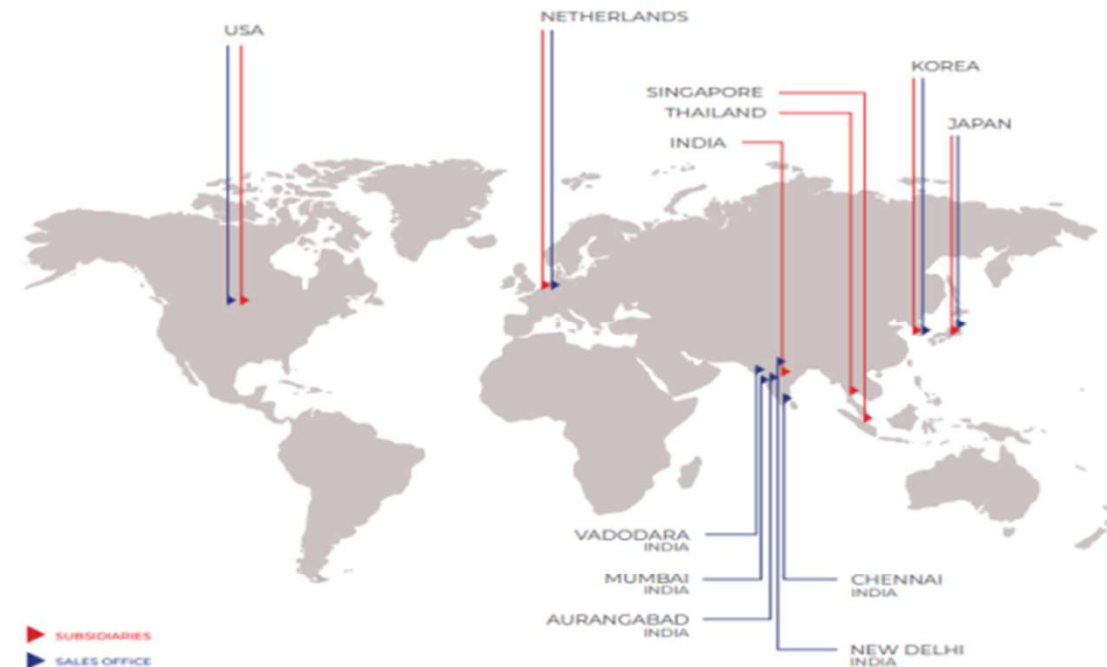 USA
NETHERLANDS
KOREA
SINGAPORE
THAILAND
JAPAN
INDIA
VADODARA
INDIA
MUMBAI
INDIA
CHENNAI
INDIA
AURANGABAD
INDIA
NEW DELHI
INDIA
SUBSIDIARIES
SALES OFFICE